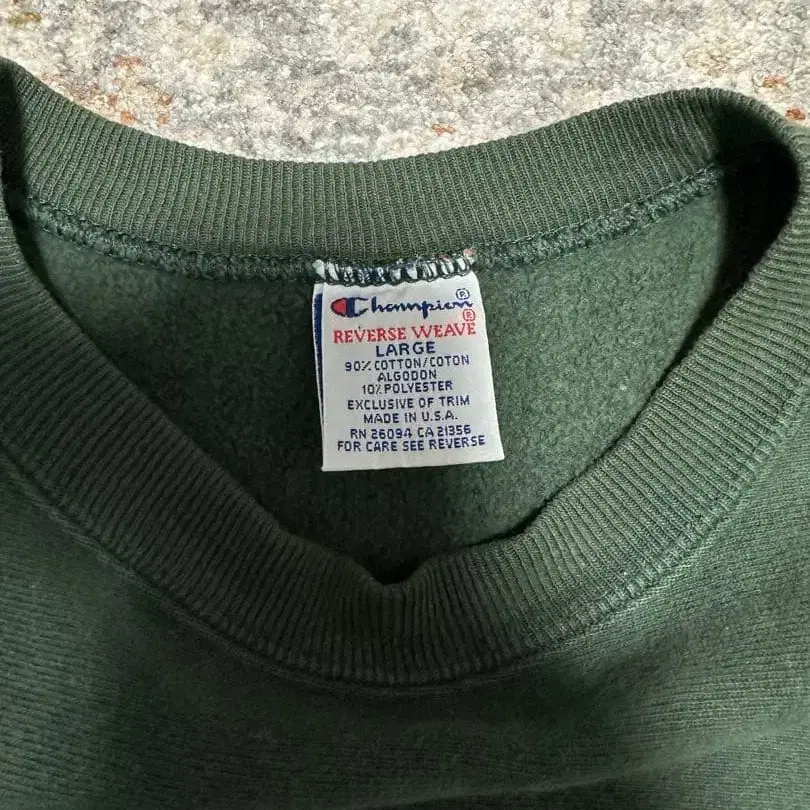 Champion®
REVERSE WEAVE®
LARGE
90% COTTON/COTON
ALGODON
10% POLYESTER
EXCLUSIVE OF TRIM
MADE IN U.S.A.
RN 26094 CA 21356
FOR CARE SEE REVERSE